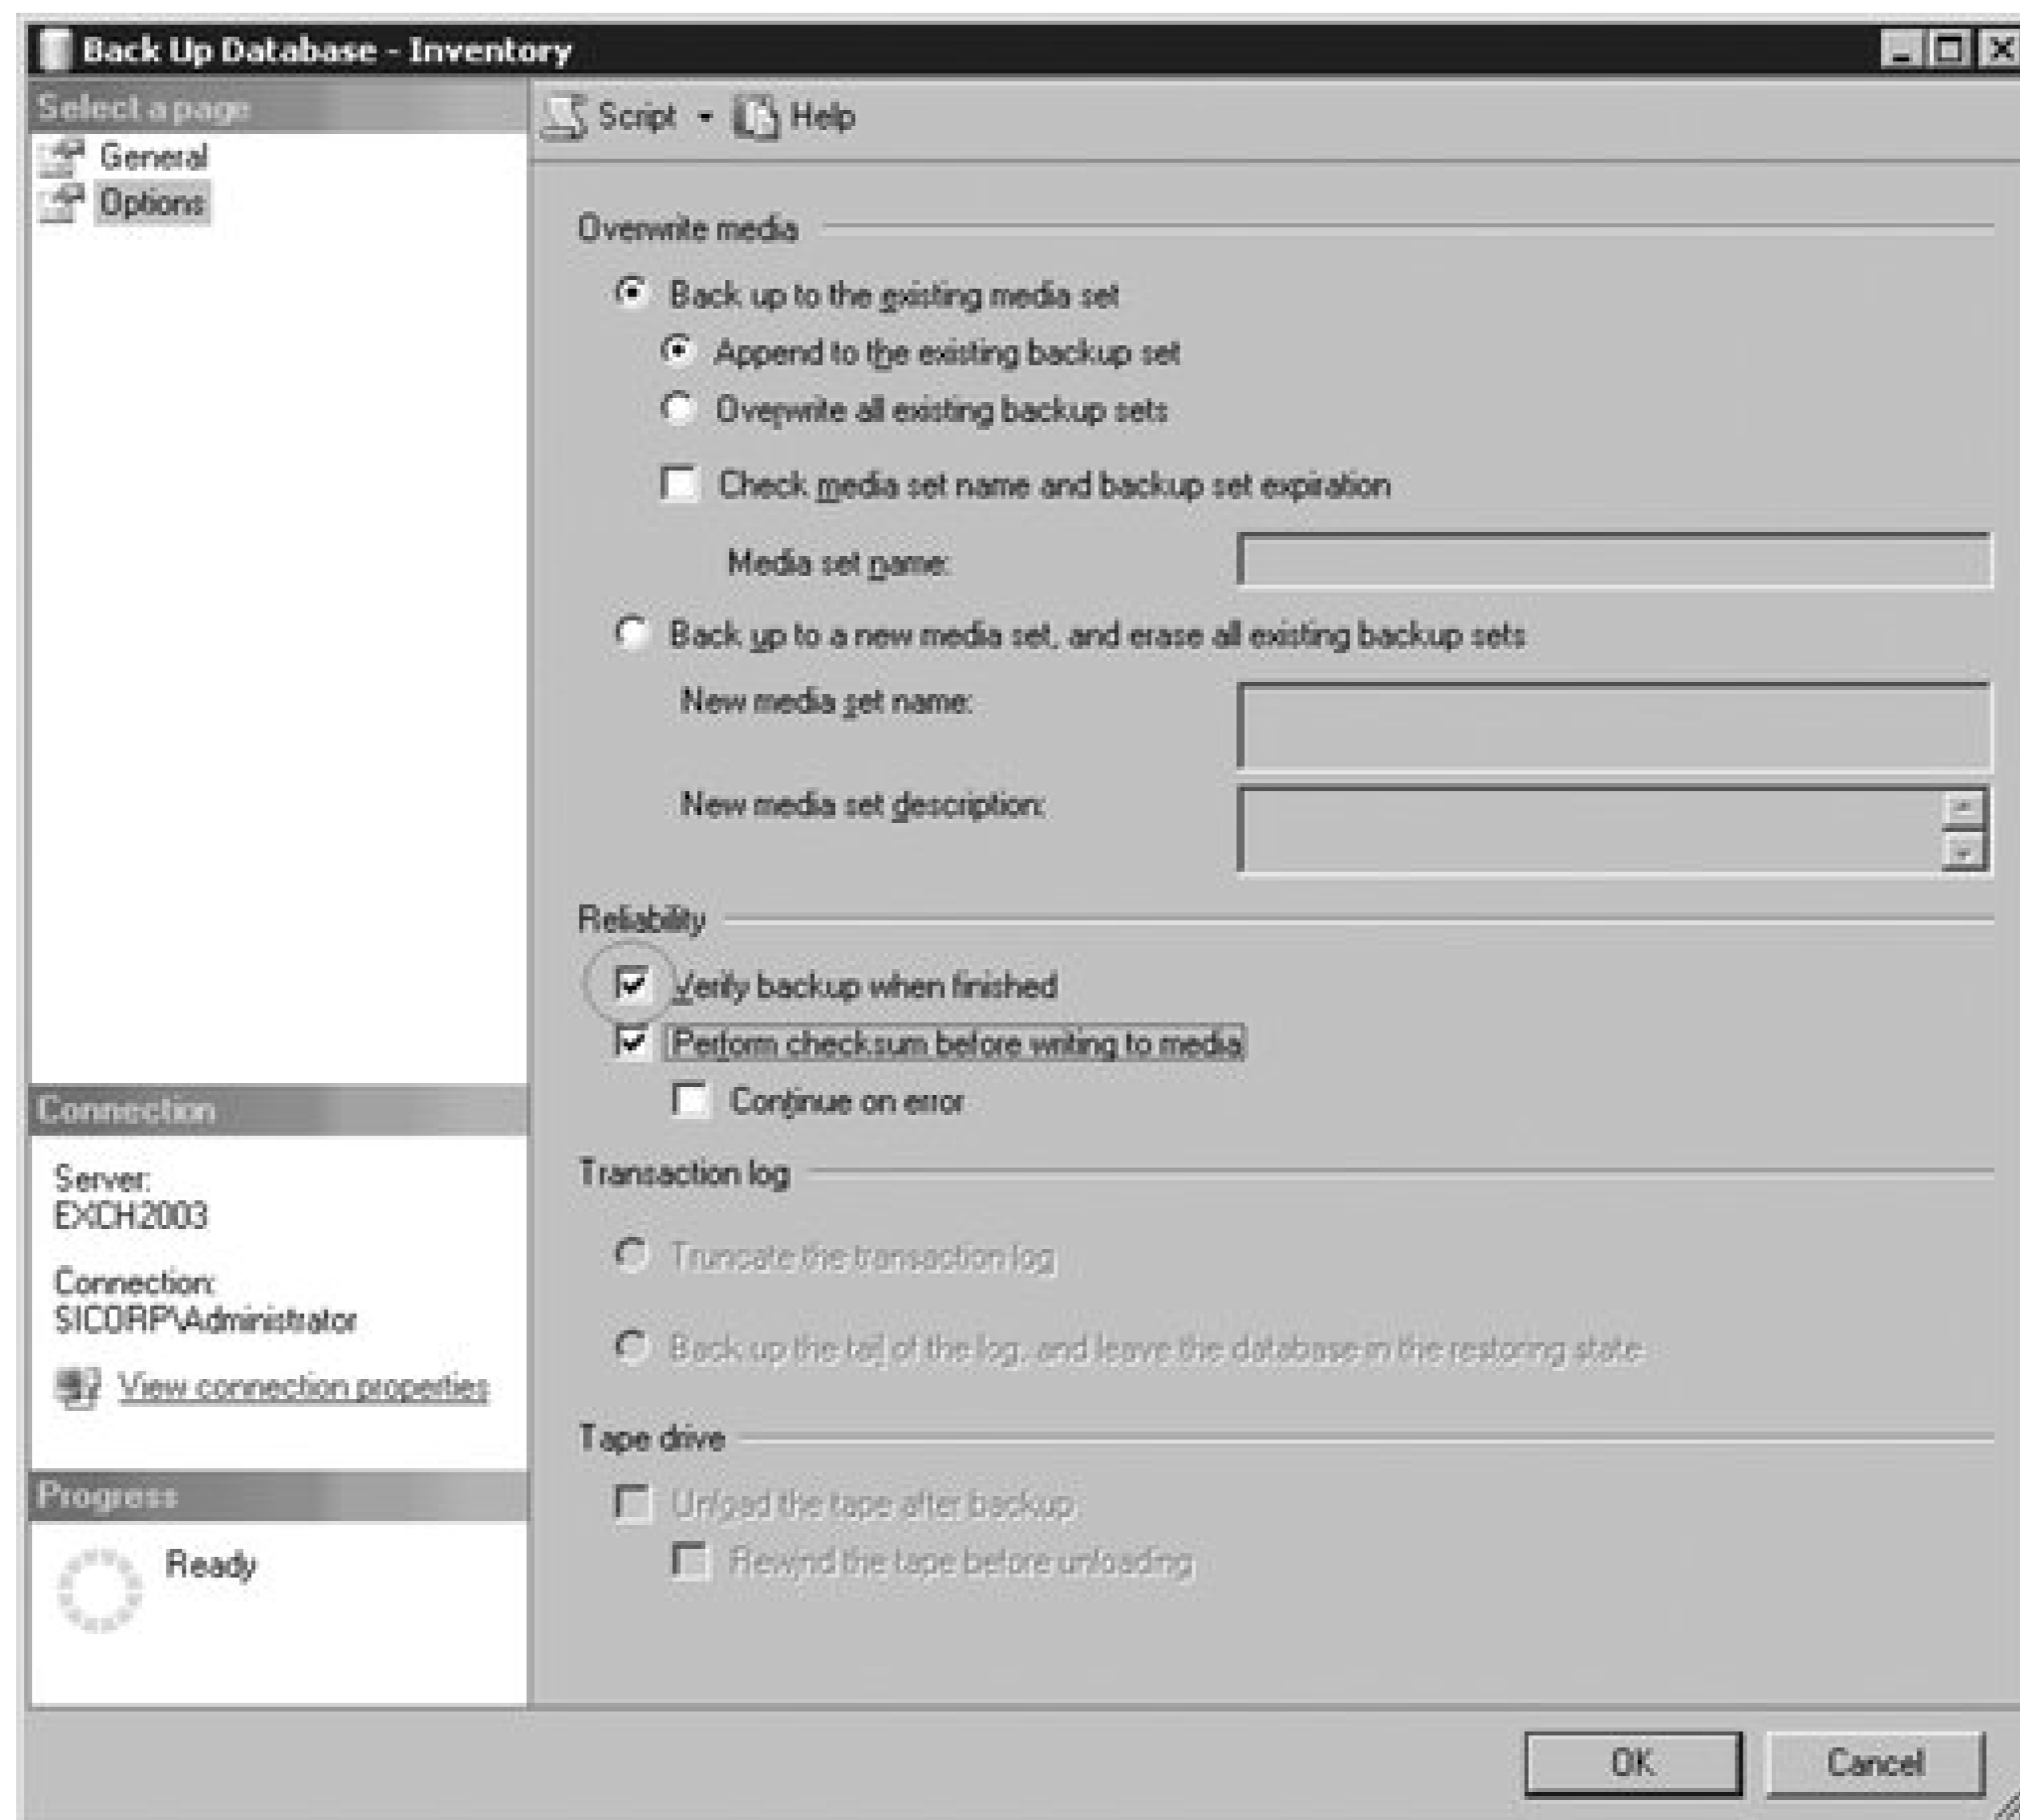 Back Up Database - Inventory
Select a page
General
Options
Script
Help
Overwrite media
Back up to the existing media set
Append to the existing backup set
Overwrite all existing backup sets
Check media set name and backup set expiration
Media set name:
Back up to a new media set, and erase all existing backup sets
New media set name:
New media set description:
Reliability
Verify backup when finished
Perform checksum before writing to media
Continue on error
Transaction log
Truncate the transaction log
Back up the tail of the log, and leave the database in the restoring state
Tape drive
Unload the tape after backup
Rewind the tape before unloading
Connection
Server:
EXCH2003
Connection:
SICORP\Administrator
View connection properties
Progress
Ready
OK
Cancel